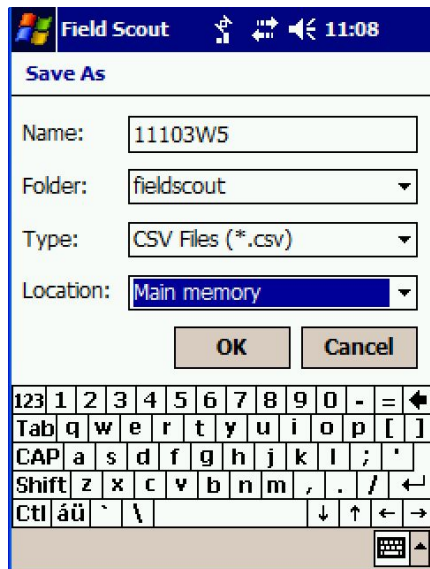 Field Scout 11:08
Save As
Name: 11103W5
Folder: fieldscout
Type: CSV Files (*.csv)
Location: Main memory
OK Cancel
123 1 2 3 4 5 6 7 8 9 0 - =
Tab q w e r t y u i o p [ ]
CAP a s d f g h j k l ; '
Shift z x c v b n m , . /
Ctl áü ` \